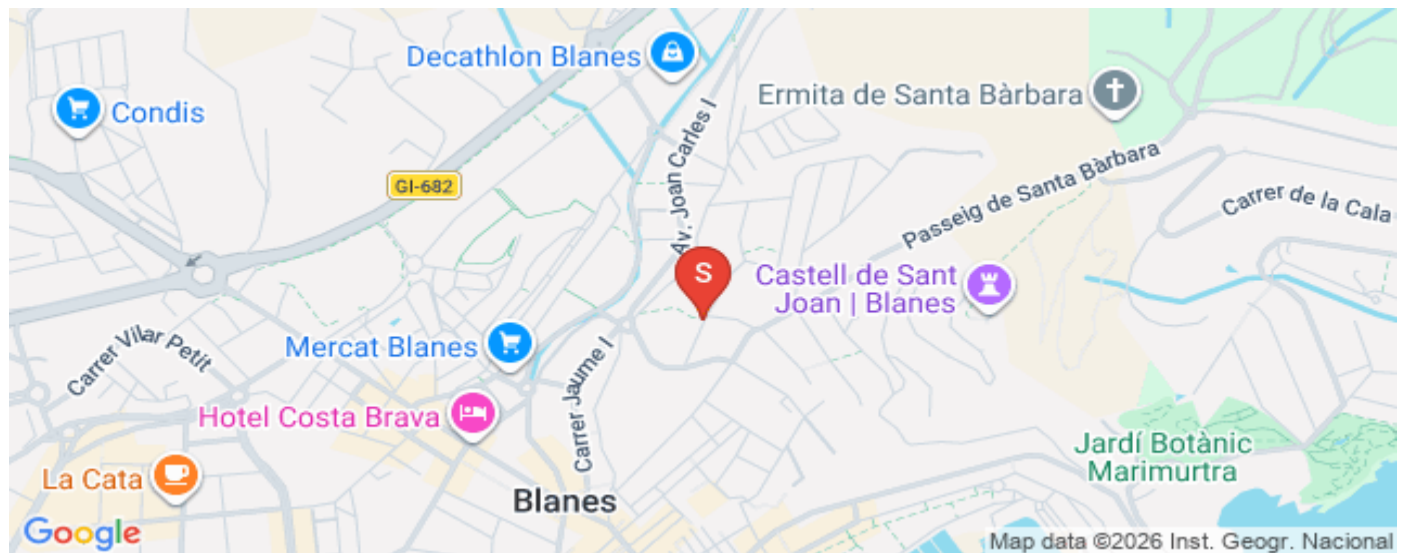 Decathlon Blanes
Ermita de Santa Bàrbara
Condis
Av. Joan Carles I
GI-682
Passeig de Santa Bàrbara
Carrer de la Cala
S
Castell de Sant
Joan | Blanes
Carrer Vilar Petit
Mercat Blanes
Carrer Jaume I
Hotel Costa Brava
Jardí Botànic
Marimurtra
La Cata
Blanes
Google
Map data ©2026 Inst. Geogr. Nacional